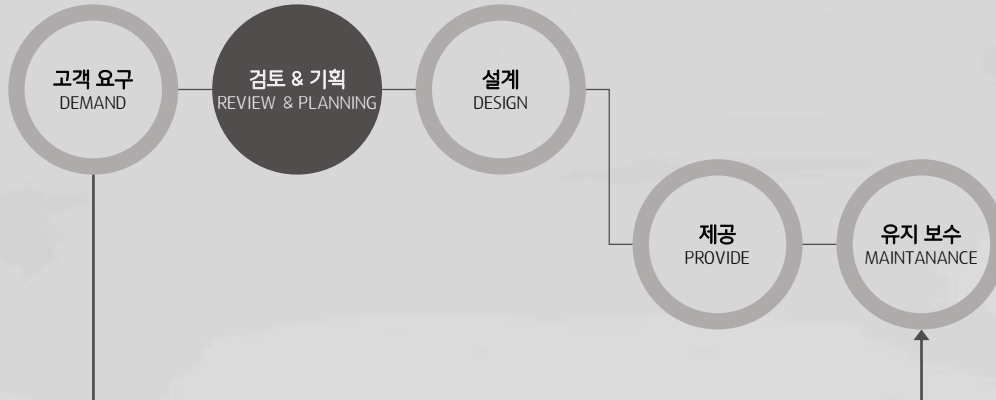 고객 요구
DEMAND
검토 & 기획
REVIEW & PLANNING
설계
DESIGN
제공
PROVIDE
유지 보수
MAINTANANCE